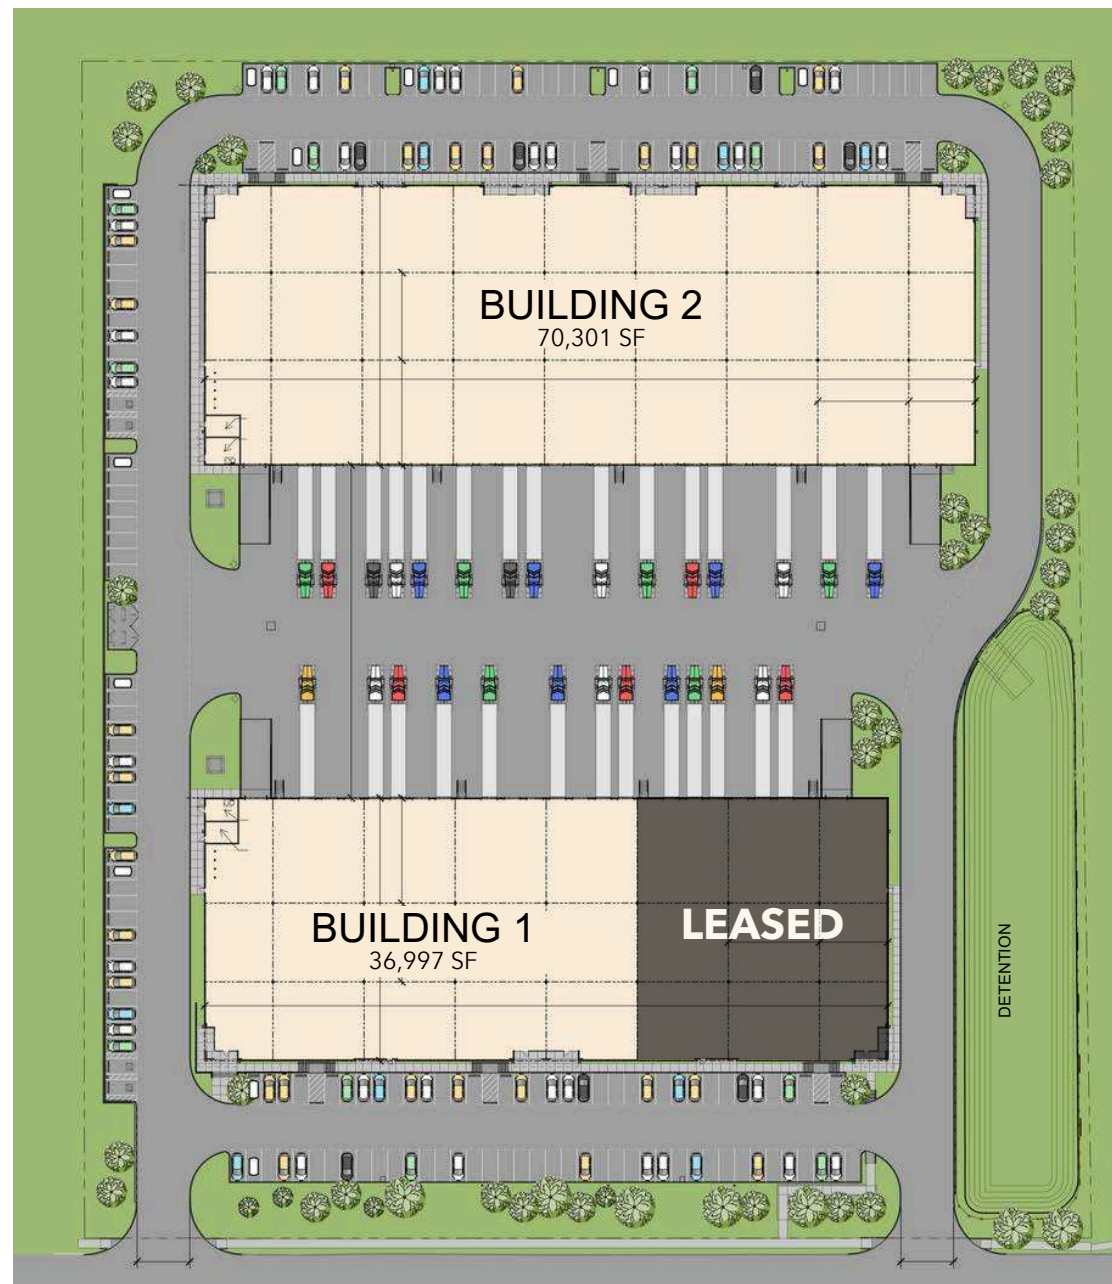 BUILDING 2
70,301 SF
BUILDING 1
36,997 SF
LEASED
DETENTION